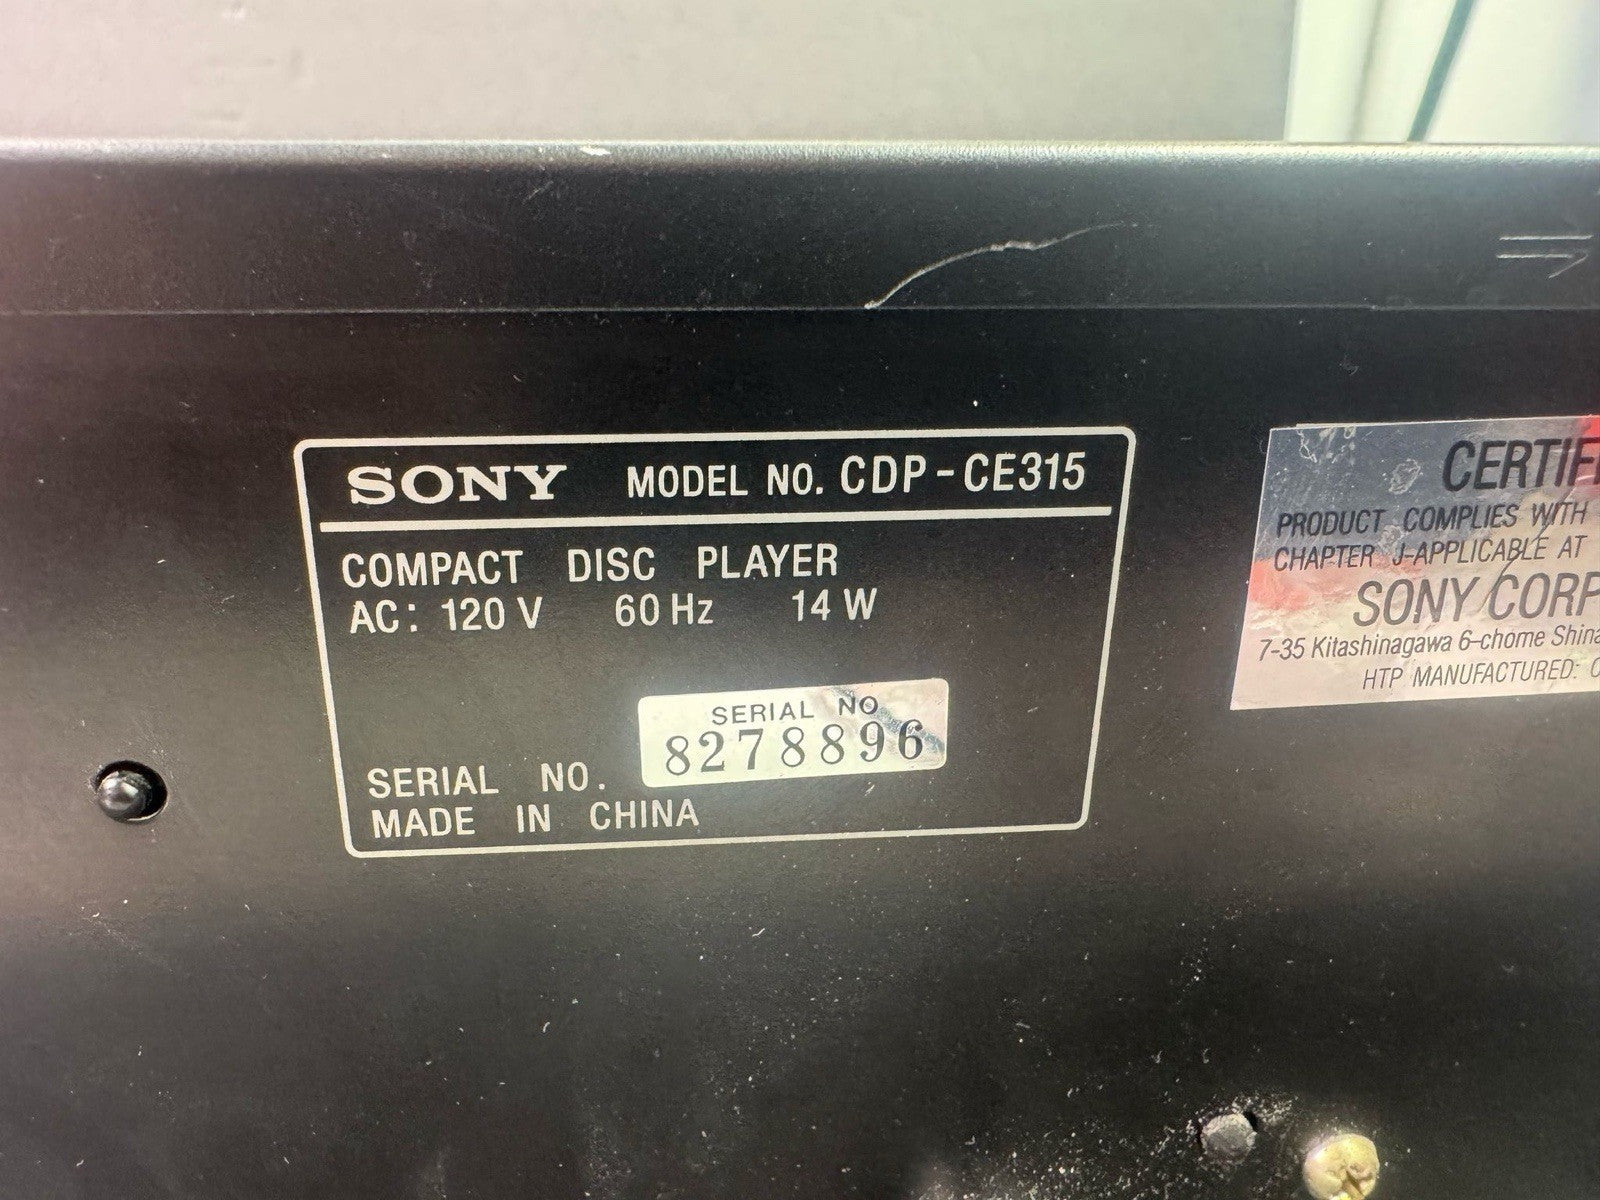 SONY MODEL NO. CDP-CE315
COMPACT DISC PLAYER
AC: 120 V 60 Hz 14 W
SERIAL NO
8278896
SERIAL NO.
MADE IN CHINA
CERTIF
PRODUCT COMPLIES WITH
CHAPTER J-APPLICABLE AT
SONY CORP
7-35 Kitashinagawa 6-chome Shina
HTP MANUFACTURED: